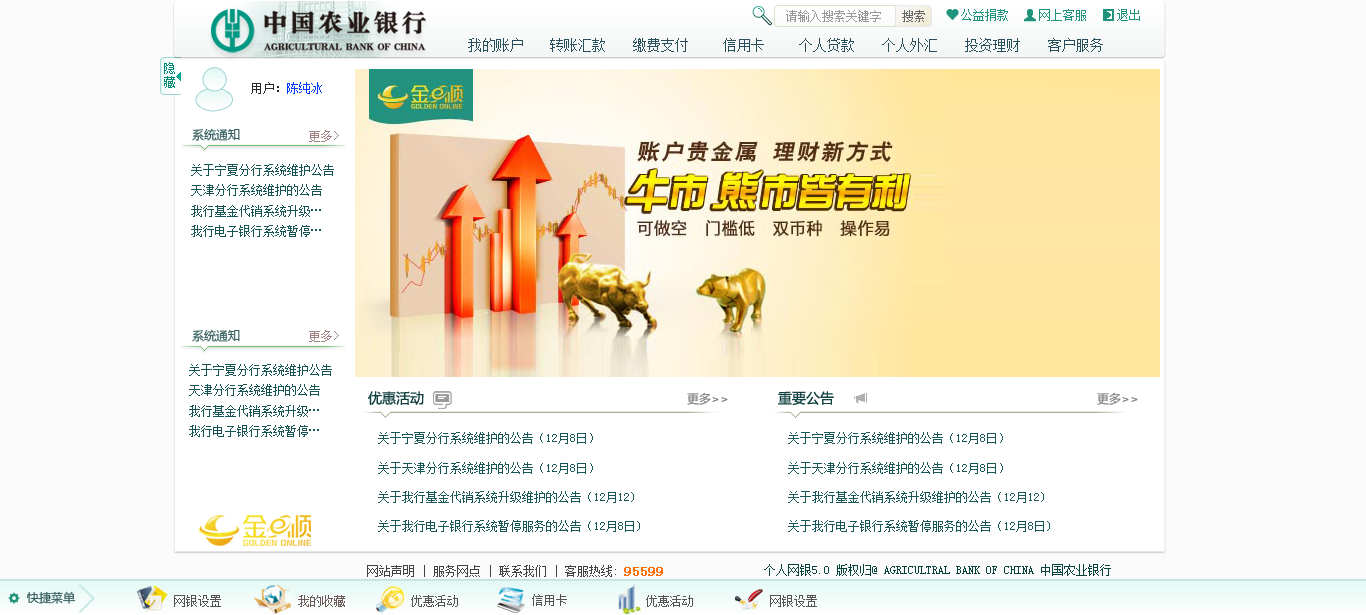 中国农业银行
AGRICULTURAL BANK OF CHINA
请输入搜索关键字 搜索 公益捐款 网上客服 退出
我的账户 转账汇款 缴费支付 信用卡 个人贷款 个人外汇 投资理财 客户服务
隐藏
用户：陈纯冰
系统通知 更多>
关于宁夏分行系统维护公告
天津分行系统维护的公告
我行基金代销系统升级…
我行电子银行系统暂停…
系统通知 更多>
关于宁夏分行系统维护公告
天津分行系统维护的公告
我行基金代销系统升级…
我行电子银行系统暂停…
金e顺
GOLDEN ONLINE
金e顺
GOLDEN ONLINE
账户贵金属 理财新方式
牛市 熊市皆有利
可做空 门槛低 双币种 操作易
优惠活动 更多>>
关于宁夏分行系统维护的公告（12月8日）
关于天津分行系统维护的公告（12月8日）
关于我行基金代销系统升级维护的公告（12月12）
关于我行电子银行系统暂停服务的公告（12月8日）
重要公告 更多>>
关于宁夏分行系统维护的公告（12月8日）
关于天津分行系统维护的公告（12月8日）
关于我行基金代销系统升级维护的公告（12月12）
关于我行电子银行系统暂停服务的公告（12月8日）
网站声明 | 服务网点 | 联系我们 | 客服热线：95599
个人网银5.0 版权归@ AGRICULTRAL BANK OF CHINA 中国农业银行
快捷菜单 网银设置 我的收藏 优惠活动 信用卡 优惠活动 网银设置